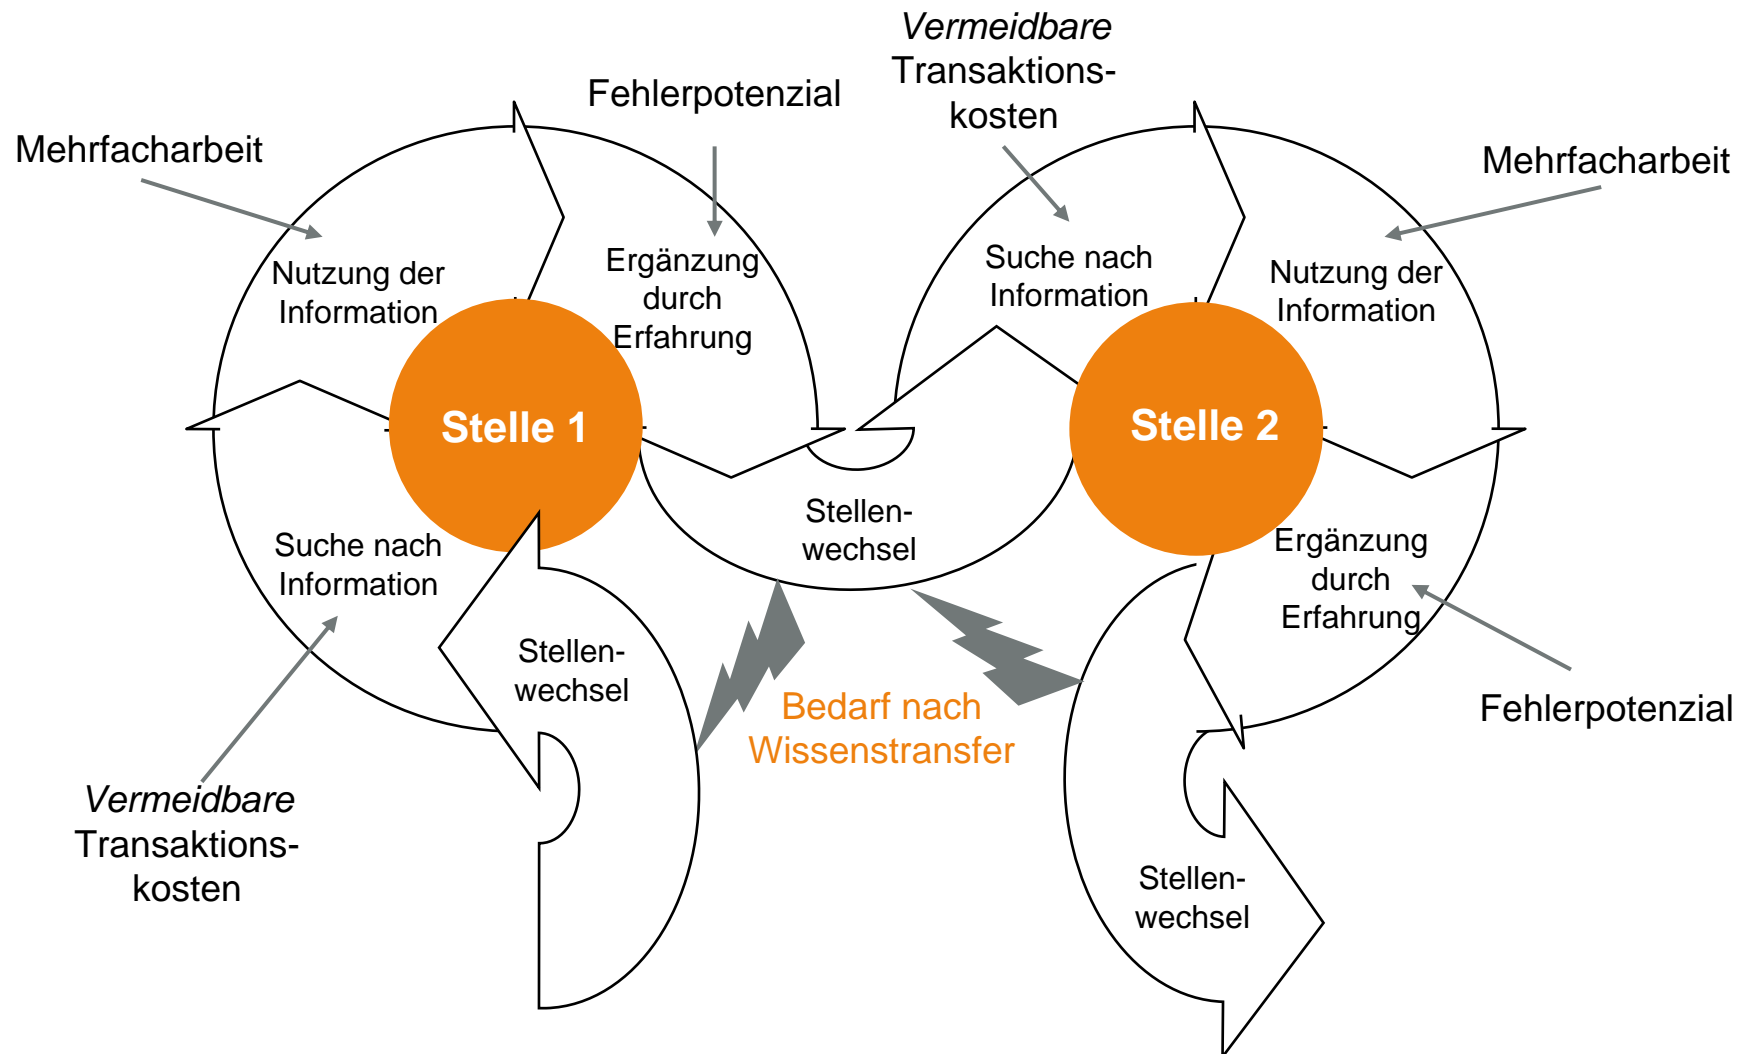 Vermeidbare
Transaktions-
kosten
Fehlerpotenzial
Mehrfacharbeit
Mehrfacharbeit
Nutzung der
Information
Ergänzung
durch
Erfahrung
Suche nach
Information
Nutzung der
Information
Stelle 1
Stelle 2
Suche nach
Information
Stellen-
wechsel
Stellen-
wechsel
Ergänzung
durch
Erfahrung
Bedarf nach
Wissenstransfer
Fehlerpotenzial
Vermeidbare
Transaktions-
kosten
Stellen-
wechsel